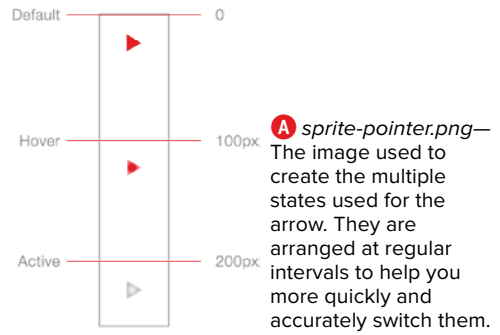 Default 0
Hover 100px
Active 200px
A sprite-pointer.png—
The image used to
create the multiple
states used for the
arrow. They are
arranged at regular
intervals to help you
more quickly and
accurately switch them.